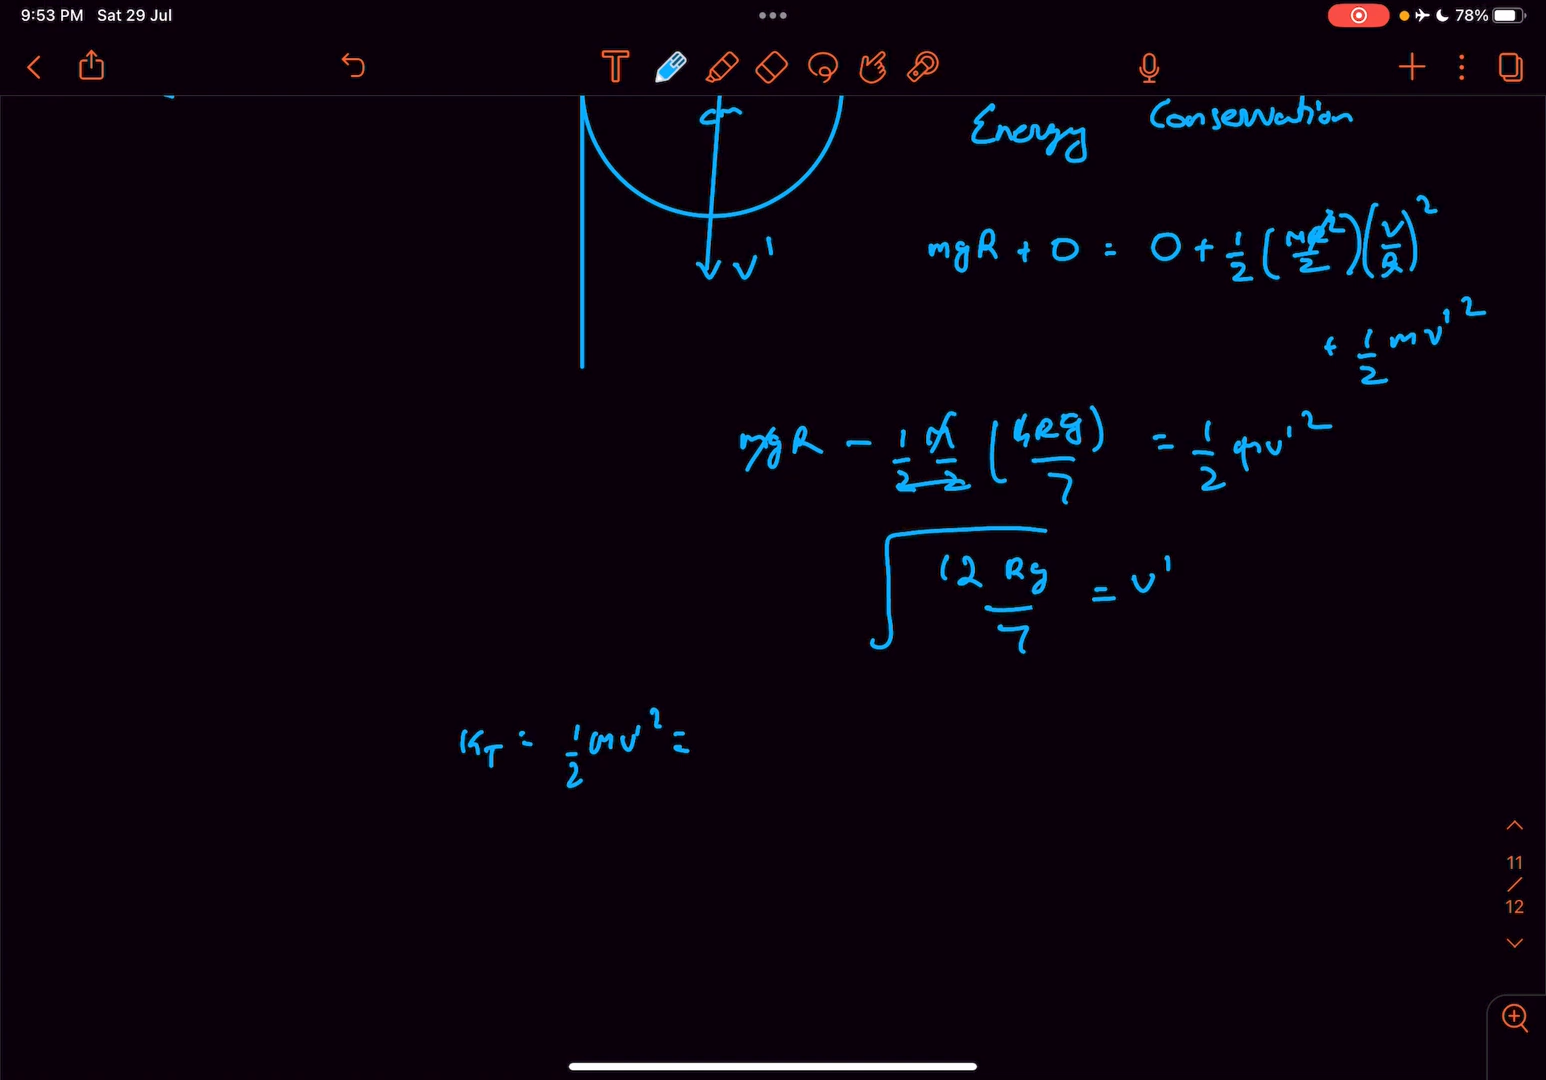 9:53 PM Sat 29 Jul
78%
cm
Energy Conservation
v'
mgR + 0 = 0 + 1/2 (mR²/2)(v/R)²
+ 1/2 mv'²
mgR - 1/2 m/2 (4Rg/7) = 1/2 mv'²
√(12 Rg/7) = v'
K_T = 1/2 mv'² =
11
/
12